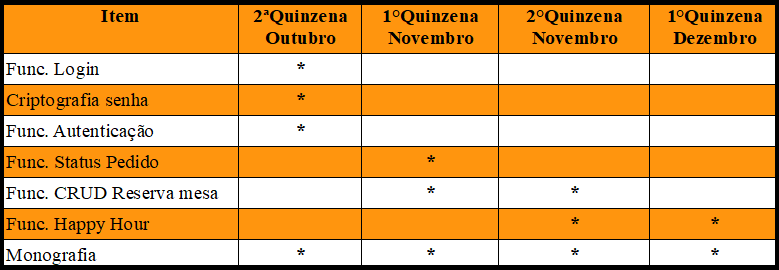 Item 2ªQuinzena Outubro 1°Quinzena Novembro 2°Quinzena Novembro 1°Quinzena Dezembro
Func. Login *
Criptografia senha *
Func. Autenticação *
Func. Status Pedido *
Func. CRUD Reserva mesa * *
Func. Happy Hour * *
Monografia * * * *